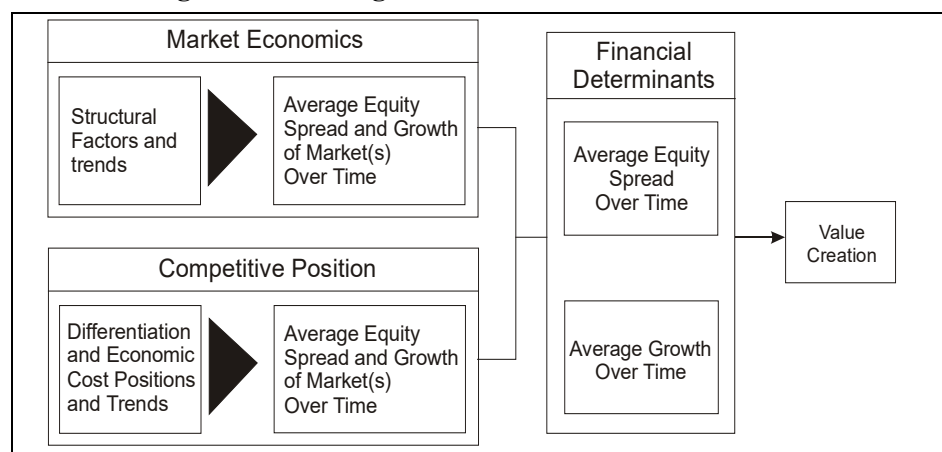 Market Economics
Structural
Factors and
trends
Average Equity
Spread and Growth
of Market(s)
Over Time
Competitive Position
Differentiation
and Economic
Cost Positions
and Trends
Average Equity
Spread and Growth
of Market(s)
Over Time
Financial
Determinants
Average Equity
Spread
Over Time
Average Growth
Over Time
Value
Creation